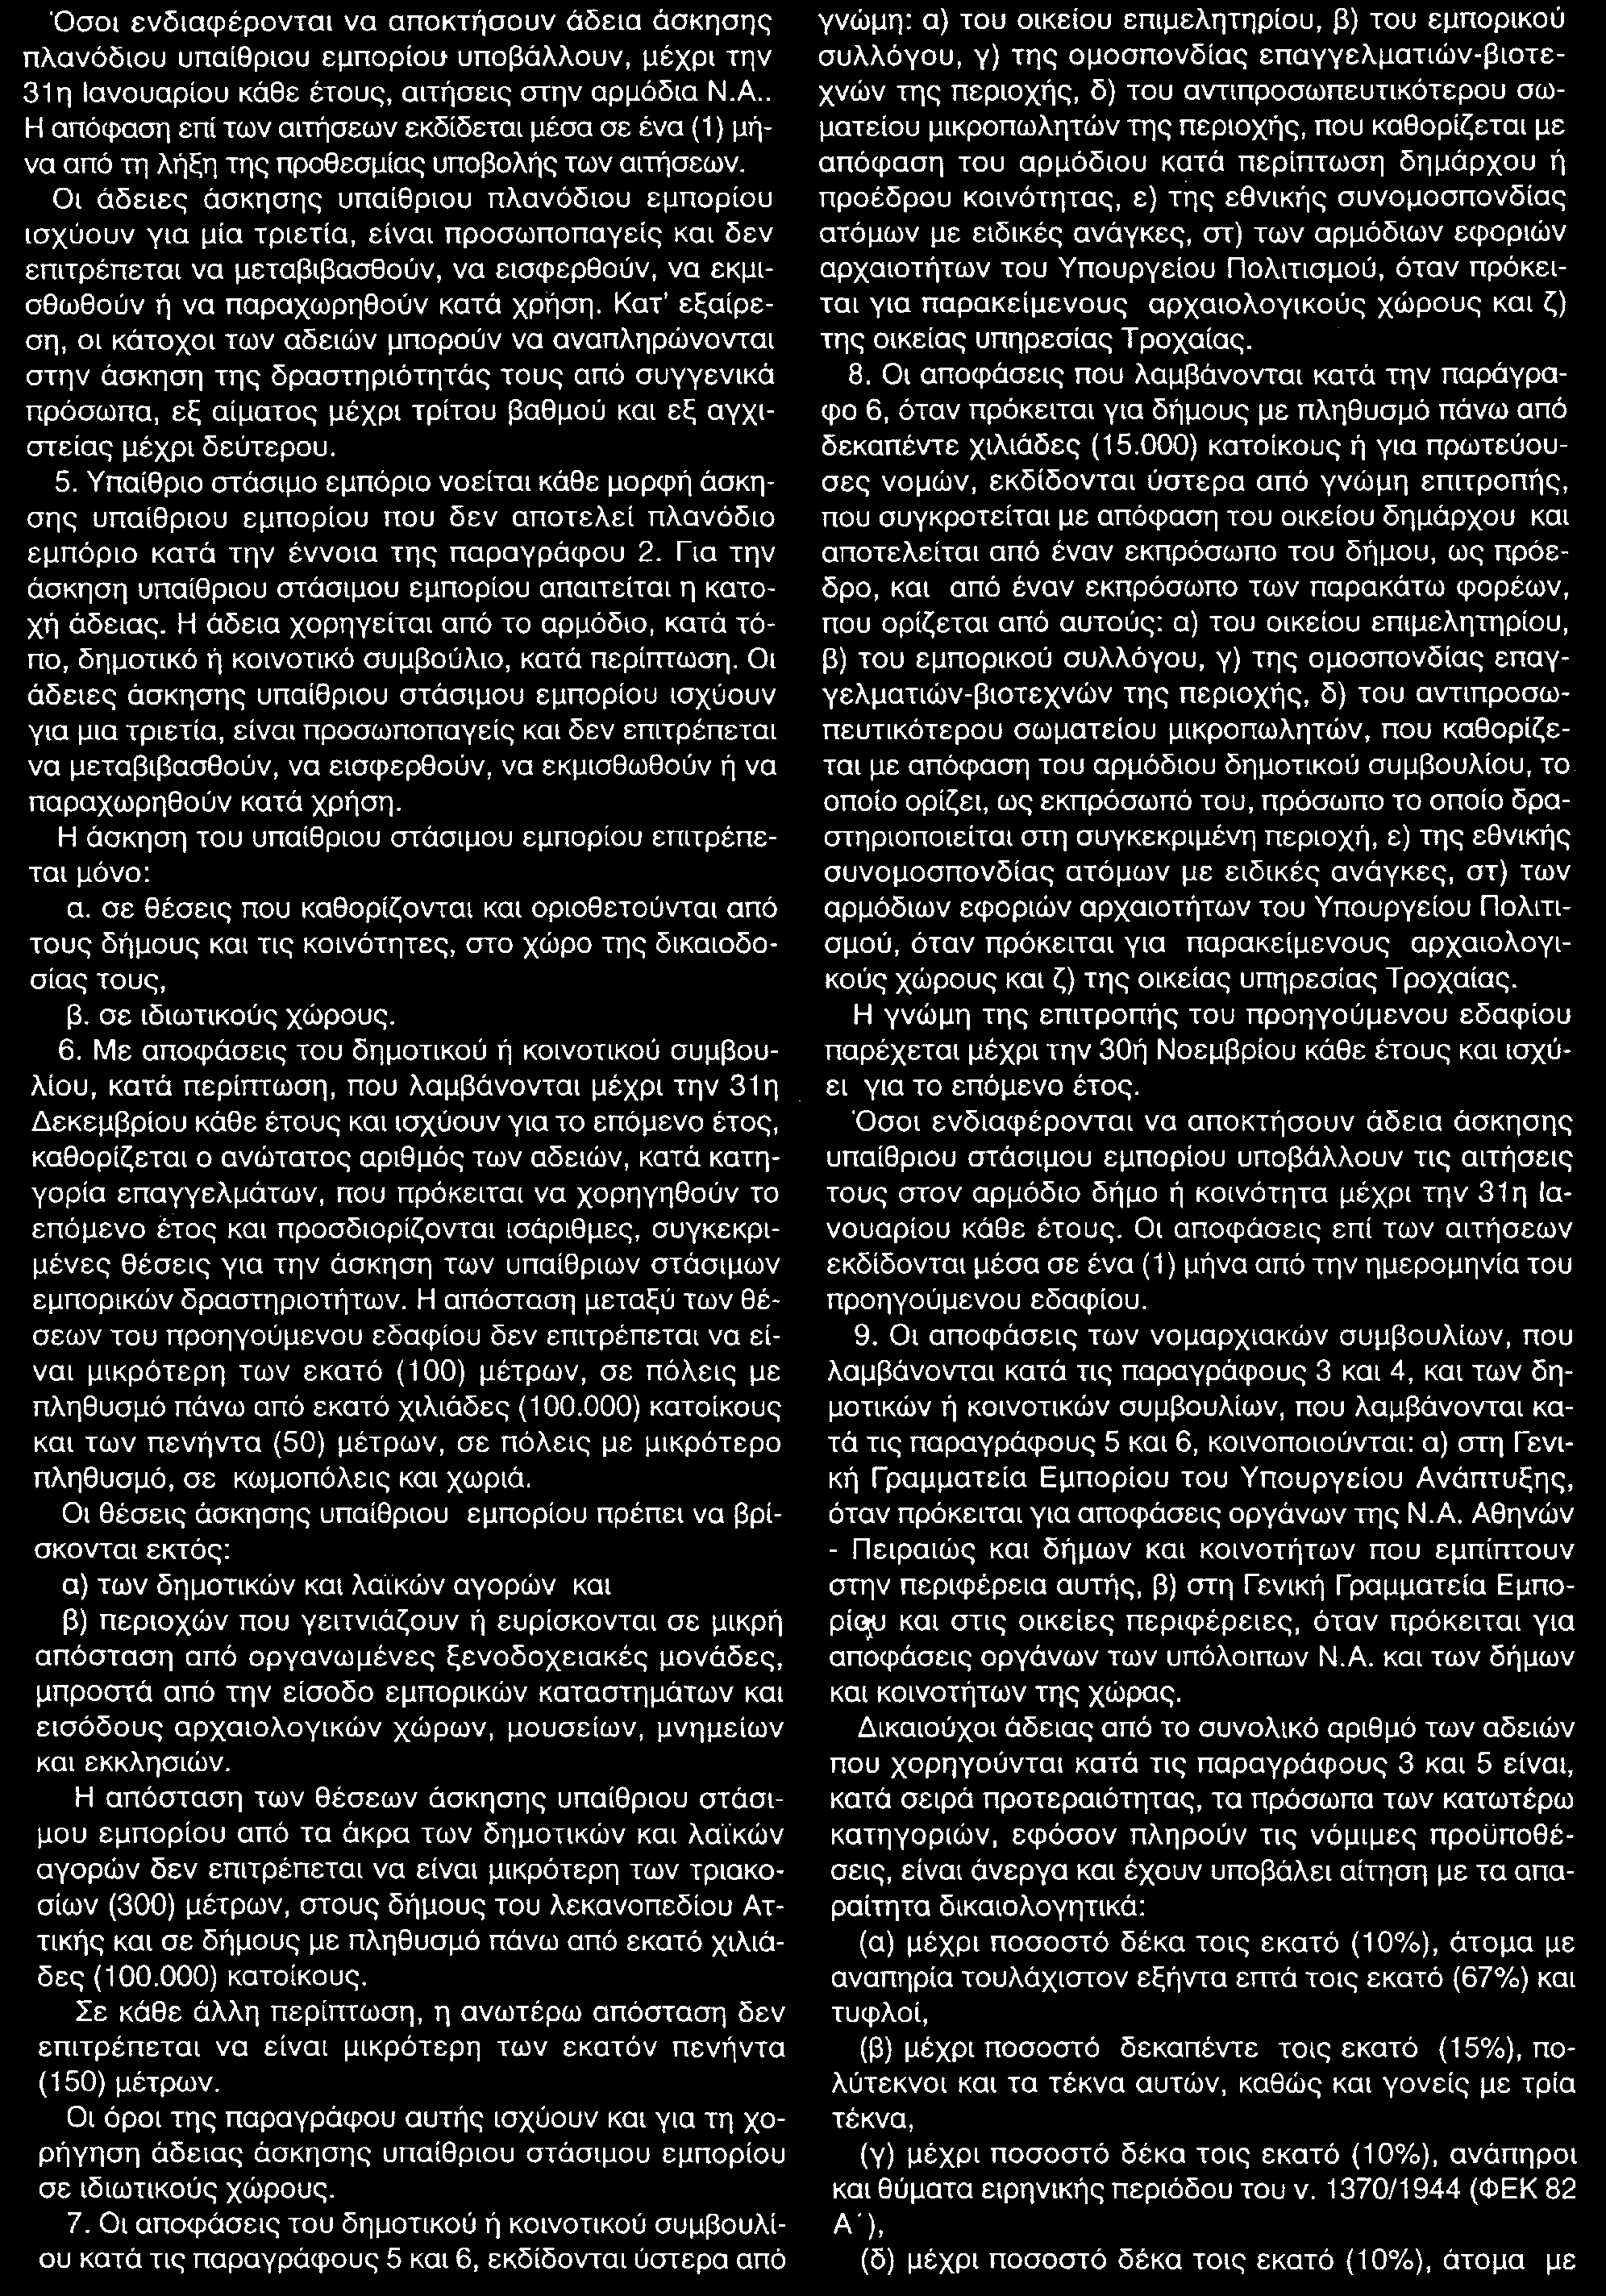 Όσοι ενδιαφέρονται να αποκτήσουν άδεια άσκησης
πλανόδιου υπαίθριου εμπορίου υποβάλλουν, μέχρι την
31η Ιανουαρίου κάθε έτους, αιτήσεις στην αρμόδια Ν.Α..
Η απόφαση επί των αιτήσεων εκδίδεται μέσα σε ένα (1) μή-
να από τη λήξη της προθεσμίας υποβολής των αιτήσεων.
Οι άδειες άσκησης υπαίθριου πλανόδιου εμπορίου
ισχύουν για μία τριετία, είναι προσωποπαγείς και δεν
επιτρέπεται να μεταβιβασθούν, να εισφερθούν, να εκμι-
σθωθούν ή να παραχωρηθούν κατά χρήση. Κατ' εξαίρε-
ση, οι κάτοχοι των αδειών μπορούν να αναπληρώνονται
στην άσκηση της δραστηριότητάς τους από συγγενικά
πρόσωπα, εξ αίματος μέχρι τρίτου βαθμού και εξ αγχι-
στείας μέχρι δεύτερου.
5. Υπαίθριο στάσιμο εμπόριο νοείται κάθε μορφή άσκη-
σης υπαίθριου εμπορίου που δεν αποτελεί πλανόδιο
εμπόριο κατά την έννοια της παραγράφου 2. Για την
άσκηση υπαίθριου στάσιμου εμπορίου απαιτείται η κατο-
χή άδειας. Η άδεια χορηγείται από το αρμόδιο, κατά τό-
πο, δημοτικό ή κοινοτικό συμβούλιο, κατά περίπτωση. Οι
άδειες άσκησης υπαίθριου στάσιμου εμπορίου ισχύουν
για μια τριετία, είναι προσωποπαγείς και δεν επιτρέπεται
να μεταβιβασθούν, να εισφερθούν, να εκμισθωθούν ή να
παραχωρηθούν κατά χρήση.
Η άσκηση του υπαίθριου στάσιμου εμπορίου επιτρέπε-
ται μόνο:
α. σε θέσεις που καθορίζονται και οριοθετούνται από
τους δήμους και τις κοινότητες, στο χώρο της δικαιοδο-
σίας τους,
β. σε ιδιωτικούς χώρους.
6. Με αποφάσεις του δημοτικού ή κοινοτικού συμβου-
λίου, κατά περίπτωση, που λαμβάνονται μέχρι την 31η
Δεκεμβρίου κάθε έτους και ισχύουν για το επόμενο έτος,
καθορίζεται ο ανώτατος αριθμός των αδειών, κατά κατη-
γορία επαγγελμάτων, που πρόκειται να χορηγηθούν το
επόμενο έτος και προσδιορίζονται ισάριθμες, συγκεκρι-
μένες θέσεις για την άσκηση των υπαίθριων στάσιμων
εμπορικών δραστηριοτήτων. Η απόσταση μεταξύ των θέ-
σεων του προηγούμενου εδαφίου δεν επιτρέπεται να εί-
ναι μικρότερη των εκατό (100) μέτρων, σε πόλεις με
πληθυσμό πάνω από εκατό χιλιάδες (100.000) κατοίκους
και των πενήντα (50) μέτρων, σε πόλεις με μικρότερο
πληθυσμό, σε κωμοπόλεις και χωριά.
Οι θέσεις άσκησης υπαίθριου εμπορίου πρέπει να βρί-
σκονται εκτός:
α) των δημοτικών και λαϊκών αγορών και
β) περιοχών που γειτνιάζουν ή ευρίσκονται σε μικρή
απόσταση από οργανωμένες ξενοδοχειακές μονάδες,
μπροστά από την είσοδο εμπορικών καταστημάτων και
εισόδους αρχαιολογικών χώρων, μουσείων, μνημείων
και εκκλησιών.
Η απόσταση των θέσεων άσκησης υπαίθριου στάσι-
μου εμπορίου από τα άκρα των δημοτικών και λαϊκών
αγορών δεν επιτρέπεται να είναι μικρότερη των τριακο-
σίων (300) μέτρων, στους δήμους του λεκανοπεδίου Ατ-
τικής και σε δήμους με πληθυσμό πάνω από εκατό χιλιά-
δες (100.000) κατοίκους.
Σε κάθε άλλη περίπτωση, η ανωτέρω απόσταση δεν
επιτρέπεται να είναι μικρότερη των εκατόν πενήντα
(150) μέτρων.
Οι όροι της παραγράφου αυτής ισχύουν και για τη χο-
ρήγηση άδειας άσκησης υπαίθριου στάσιμου εμπορίου
σε ιδιωτικούς χώρους.
7. Οι αποφάσεις του δημοτικού ή κοινοτικού συμβουλί-
ου κατά τις παραγράφους 5 και 6, εκδίδονται ύστερα από
γνώμη: α) του οικείου επιμελητηρίου, β) του εμπορικού
συλλόγου, γ) της ομοσπονδίας επαγγελματιών-βιοτε-
χνών της περιοχής, δ) του αντιπροσωπευτικότερου σω-
ματείου μικροπωλητών της περιοχής, που καθορίζεται με
απόφαση του αρμόδιου κατά περίπτωση δημάρχου ή
προέδρου κοινότητας, ε) της εθνικής συνομοσπονδίας
ατόμων με ειδικές ανάγκες, στ) των αρμόδιων εφοριών
αρχαιοτήτων του Υπουργείου Πολιτισμού, όταν πρόκει-
ται για παρακείμενους αρχαιολογικούς χώρους και ζ)
της οικείας υπηρεσίας Τροχαίας.
8. Οι αποφάσεις που λαμβάνονται κατά την παράγρα-
φο 6, όταν πρόκειται για δήμους με πληθυσμό πάνω από
δεκαπέντε χιλιάδες (15.000) κατοίκους ή για πρωτεύου-
σες νομών, εκδίδονται ύστερα από γνώμη επιτροπής,
που συγκροτείται με απόφαση του οικείου δημάρχου και
αποτελείται από έναν εκπρόσωπο του δήμου, ως πρόε-
δρο, και από έναν εκπρόσωπο των παρακάτω φορέων,
που ορίζεται από αυτούς: α) του οικείου επιμελητηρίου,
β) του εμπορικού συλλόγου, γ) της ομοσπονδίας επαγ-
γελματιών-βιοτεχνών της περιοχής, δ) του αντιπροσω-
πευτικότερου σωματείου μικροπωλητών, που καθορίζε-
ται με απόφαση του αρμόδιου δημοτικού συμβουλίου, το
οποίο ορίζει, ως εκπρόσωπό του, πρόσωπο το οποίο δρα-
στηριοποιείται στη συγκεκριμένη περιοχή, ε) της εθνικής
συνομοσπονδίας ατόμων με ειδικές ανάγκες, στ) των
αρμόδιων εφοριών αρχαιοτήτων του Υπουργείου Πολιτι-
σμού, όταν πρόκειται για παρακείμενους αρχαιολογι-
κούς χώρους και ζ) της οικείας υπηρεσίας Τροχαίας.
Η γνώμη της επιτροπής του προηγούμενου εδαφίου
παρέχεται μέχρι την 30ή Νοεμβρίου κάθε έτους και ισχύ-
ει για το επόμενο έτος.
Όσοι ενδιαφέρονται να αποκτήσουν άδεια άσκησης
υπαίθριου στάσιμου εμπορίου υποβάλλουν τις αιτήσεις
τους στον αρμόδιο δήμο ή κοινότητα μέχρι την 31η Ια-
νουαρίου κάθε έτους. Οι αποφάσεις επί των αιτήσεων
εκδίδονται μέσα σε ένα (1) μήνα από την ημερομηνία του
προηγούμενου εδαφίου.
9. Οι αποφάσεις των νομαρχιακών συμβουλίων, που
λαμβάνονται κατά τις παραγράφους 3 και 4, και των δη-
μοτικών ή κοινοτικών συμβουλίων, που λαμβάνονται κα-
τά τις παραγράφους 5 και 6, κοινοποιούνται: α) στη Γενι-
κή Γραμματεία Εμπορίου του Υπουργείου Ανάπτυξης,
όταν πρόκειται για αποφάσεις οργάνων της Ν.Α. Αθηνών
- Πειραιώς και δήμων και κοινοτήτων που εμπίπτουν
στην περιφέρεια αυτής, β) στη Γενική Γραμματεία Εμπο-
ρίου και στις οικείες περιφέρειες, όταν πρόκειται για
αποφάσεις οργάνων των υπόλοιπων Ν.Α. και των δήμων
και κοινοτήτων της χώρας.
Δικαιούχοι άδειας από το συνολικό αριθμό των αδειών
που χορηγούνται κατά τις παραγράφους 3 και 5 είναι,
κατά σειρά προτεραιότητας, τα πρόσωπα των κατωτέρω
κατηγοριών, εφόσον πληρούν τις νόμιμες προϋποθέ-
σεις, είναι άνεργα και έχουν υποβάλει αίτηση με τα απα-
ραίτητα δικαιολογητικά:
(α) μέχρι ποσοστό δέκα τοις εκατό (10%), άτομα με
αναπηρία τουλάχιστον εξήντα επτά τοις εκατό (67%) και
τυφλοί,
(β) μέχρι ποσοστό δεκαπέντε τοις εκατό (15%), πο-
λύτεκνοι και τα τέκνα αυτών, καθώς και γονείς με τρία
τέκνα,
(γ) μέχρι ποσοστό δέκα τοις εκατό (10%), ανάπηροι
και θύματα ειρηνικής περιόδου του ν. 1370/1944 (ΦΕΚ 82
Α΄),
(δ) μέχρι ποσοστό δέκα τοις εκατό (10%), άτομα με